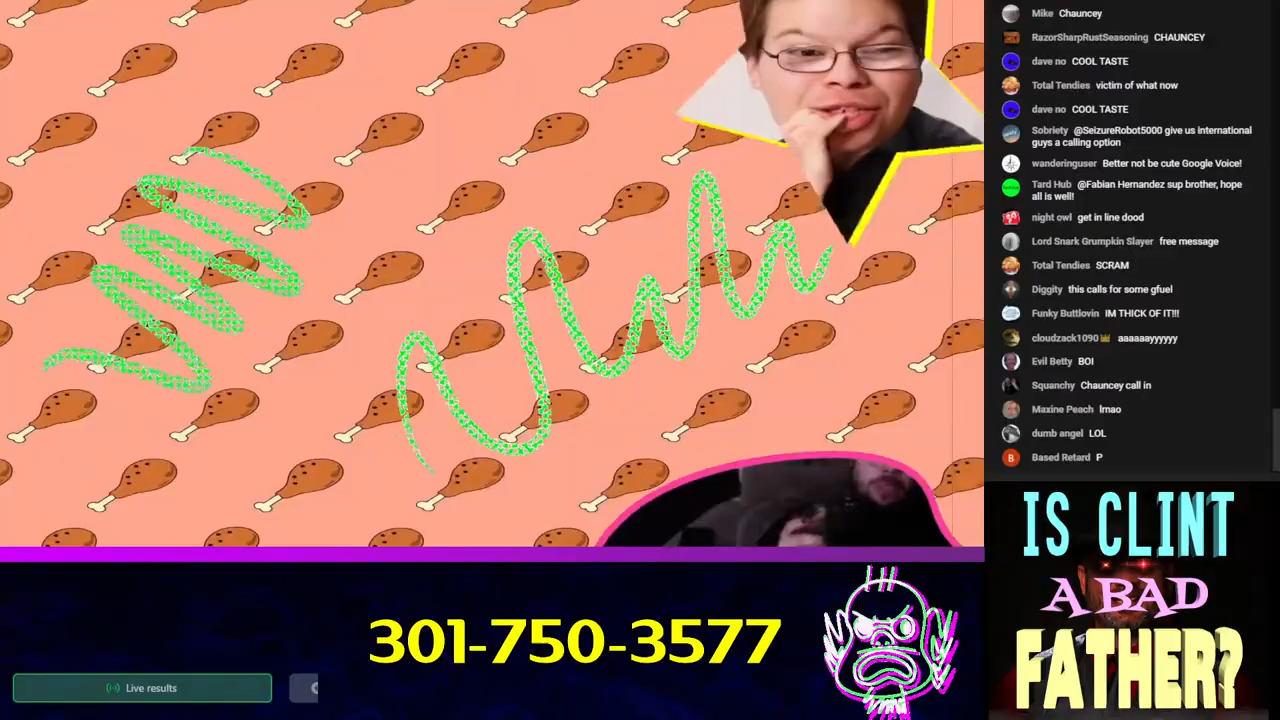 Mike Chauncey
RazorSharpRustSeasoning CHAUNCEY
dave no COOL TASTE
Total Tendies victim of what now
dave no COOL TASTE
Sobriety @SeizureRobot5000 give us international
guys a calling option
wanderinguser Better not be cute Google Voice!
Tard Hub @Fabian Hernandez sup brother, hope
all is well!
night owl get in line dood
Lord Snark Grumpkin Slayer free message
Total Tendies SCRAM
Diggity this calls for some gfuel
Funky Buttlovin IM THICK OF IT!!!
cloudzack1090 aaaaaayyyyyy
Evil Betty BOI
Squanchy Chauncey call in
Maxine Peach lmao
dumb angel LOL
B Based Retard P
IS CLINT
A BAD
FATHER?
301-750-3577
Live results